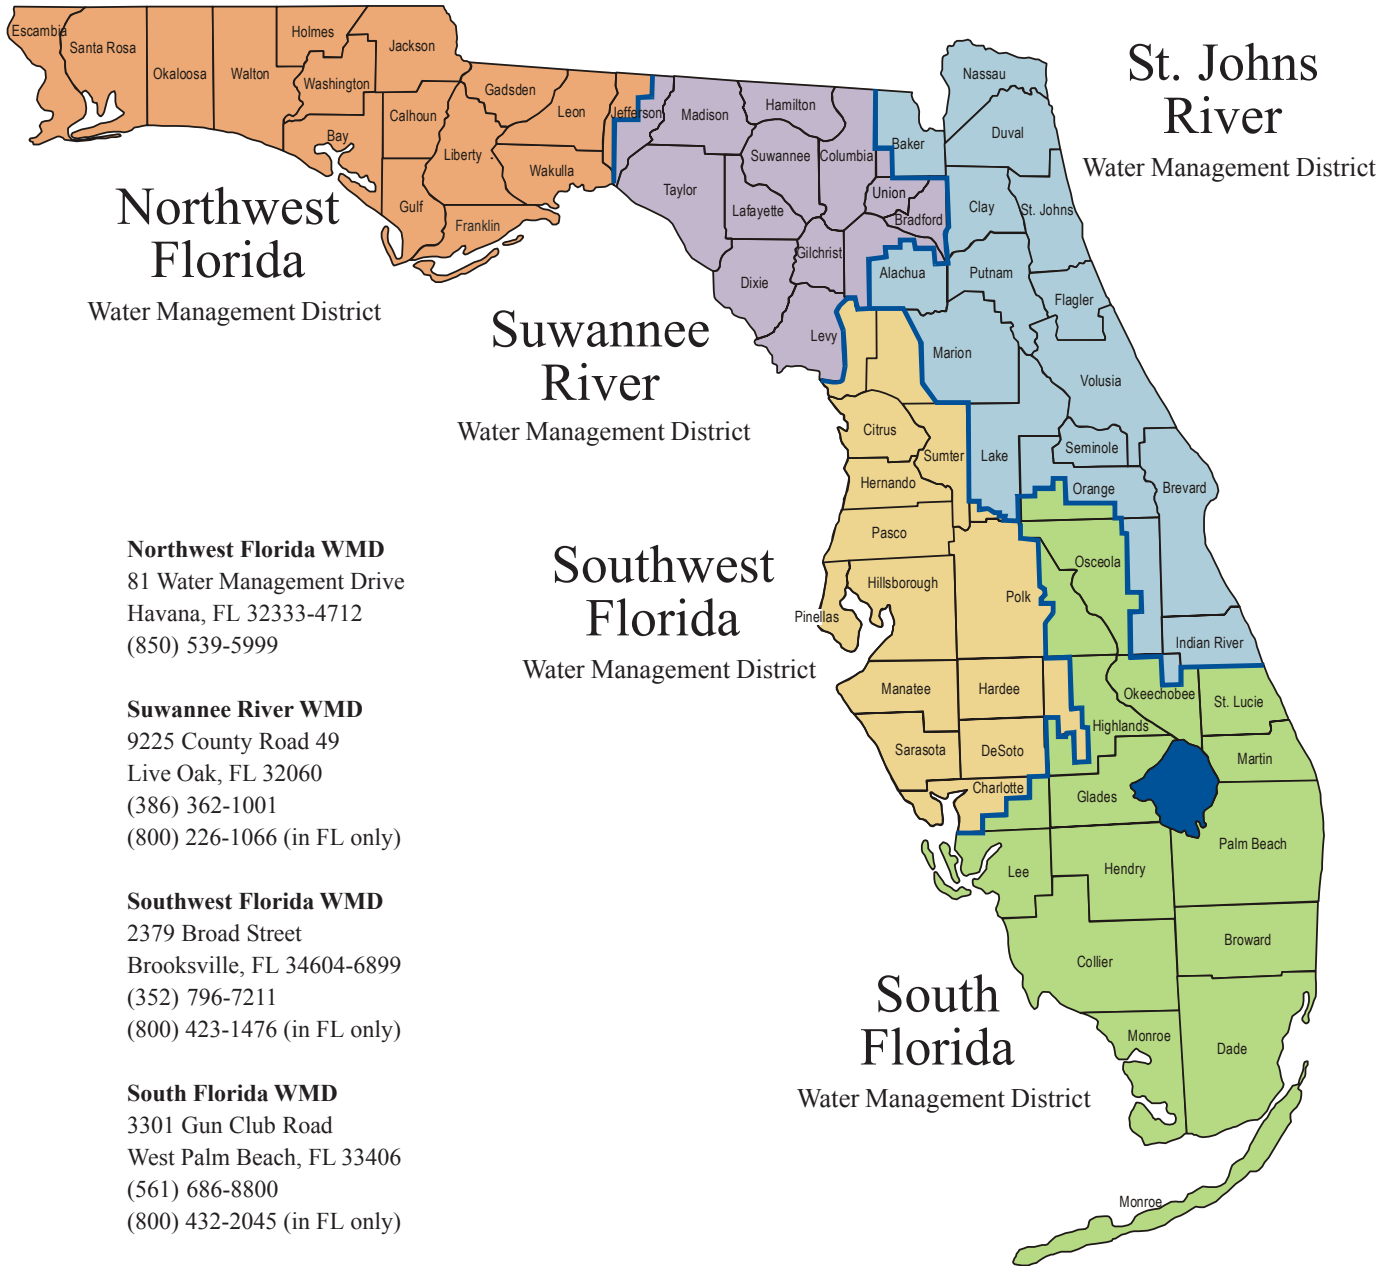 Escambia
Santa Rosa
Okaloosa
Walton
Holmes
Washington
Jackson
Bay
Calhoun
Gulf
Liberty
Gadsden
Franklin
Leon
Wakulla
Jefferson
Madison
Taylor
Hamilton
Suwannee
Lafayette
Dixie
Columbia
Gilchrist
Levy
Union
Bradford
Alachua
Baker
Nassau
Duval
Clay
St. Johns
Putnam
Flagler
Marion
Volusia
Citrus
Sumter
Lake
Seminole
Orange
Brevard
Hernando
Pasco
Pinellas
Hillsborough
Polk
Osceola
Indian River
Manatee
Hardee
Highlands
Okeechobee
St. Lucie
Sarasota
DeSoto
Martin
Charlotte
Glades
Palm Beach
Lee
Hendry
Collier
Broward
Monroe
Dade
Monroe
St. Johns
River
Water Management District
Northwest
Florida
Water Management District
Suwannee
River
Water Management District
Southwest
Florida
Water Management District
South
Florida
Water Management District
Northwest Florida WMD
81 Water Management Drive
Havana, FL 32333-4712
(850) 539-5999
Suwannee River WMD
9225 County Road 49
Live Oak, FL 32060
(386) 362-1001
(800) 226-1066 (in FL only)
Southwest Florida WMD
2379 Broad Street
Brooksville, FL 34604-6899
(352) 796-7211
(800) 423-1476 (in FL only)
South Florida WMD
3301 Gun Club Road
West Palm Beach, FL 33406
(561) 686-8800
(800) 432-2045 (in FL only)